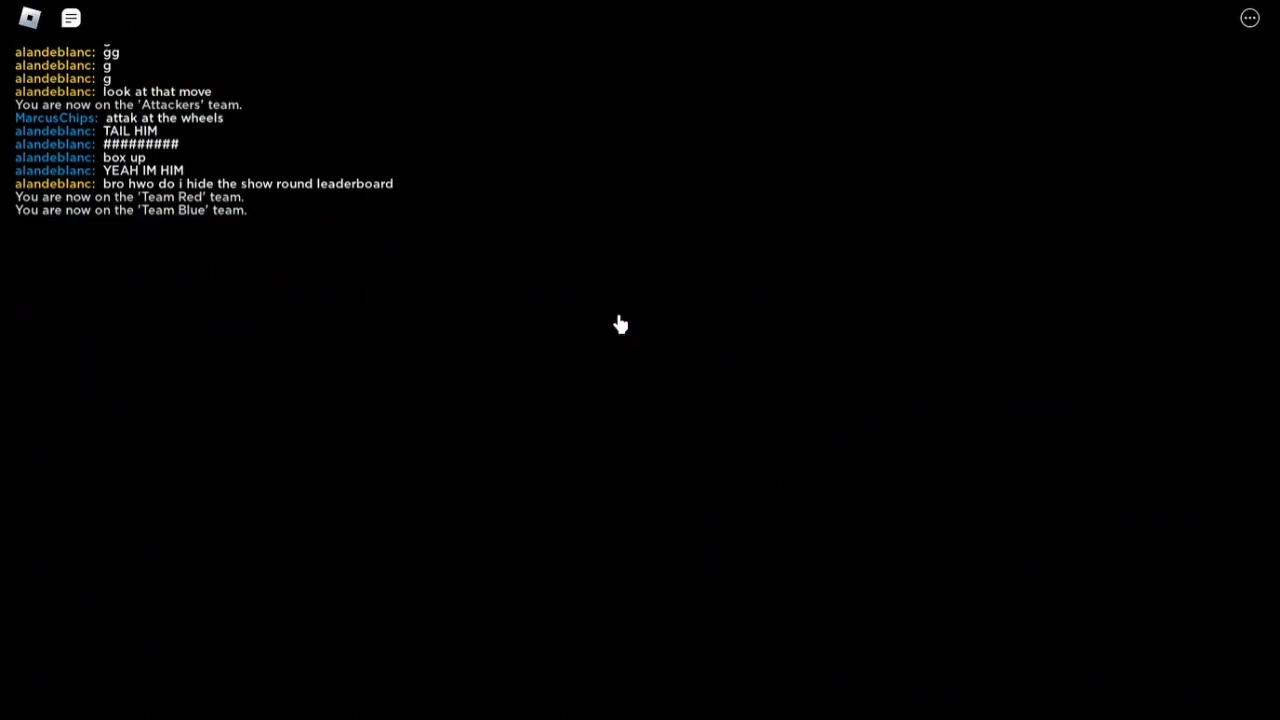 alandeblanc: gg
alandeblanc: g
alandeblanc: g
alandeblanc: look at that move
You are now on the 'Attackers' team.
MarcusChips: attak at the wheels
alandeblanc: TAIL HIM
alandeblanc: #########
alandeblanc: box up
alandeblanc: YEAH IM HIM
alandeblanc: bro hwo do i hide the show round leaderboard
You are now on the 'Team Red' team.
You are now on the 'Team Blue' team.